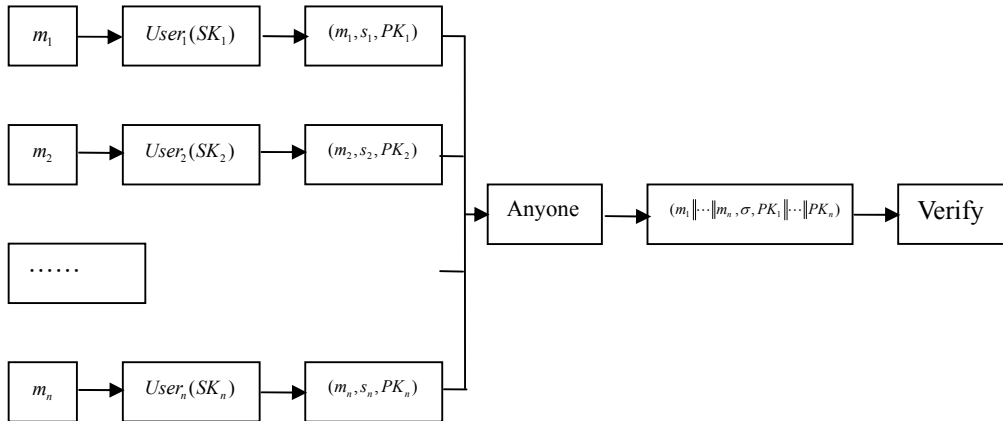 m₁ User₁(SK₁) (m₁, s₁, PK₁)
m₂ User₂(SK₂) (m₂, s₂, PK₂)
Anyone (m₁‖⋯‖mₙ, σ, PK₁‖⋯‖PKₙ) Verify
……
mₙ Userₙ(SKₙ) (mₙ, sₙ, PKₙ)